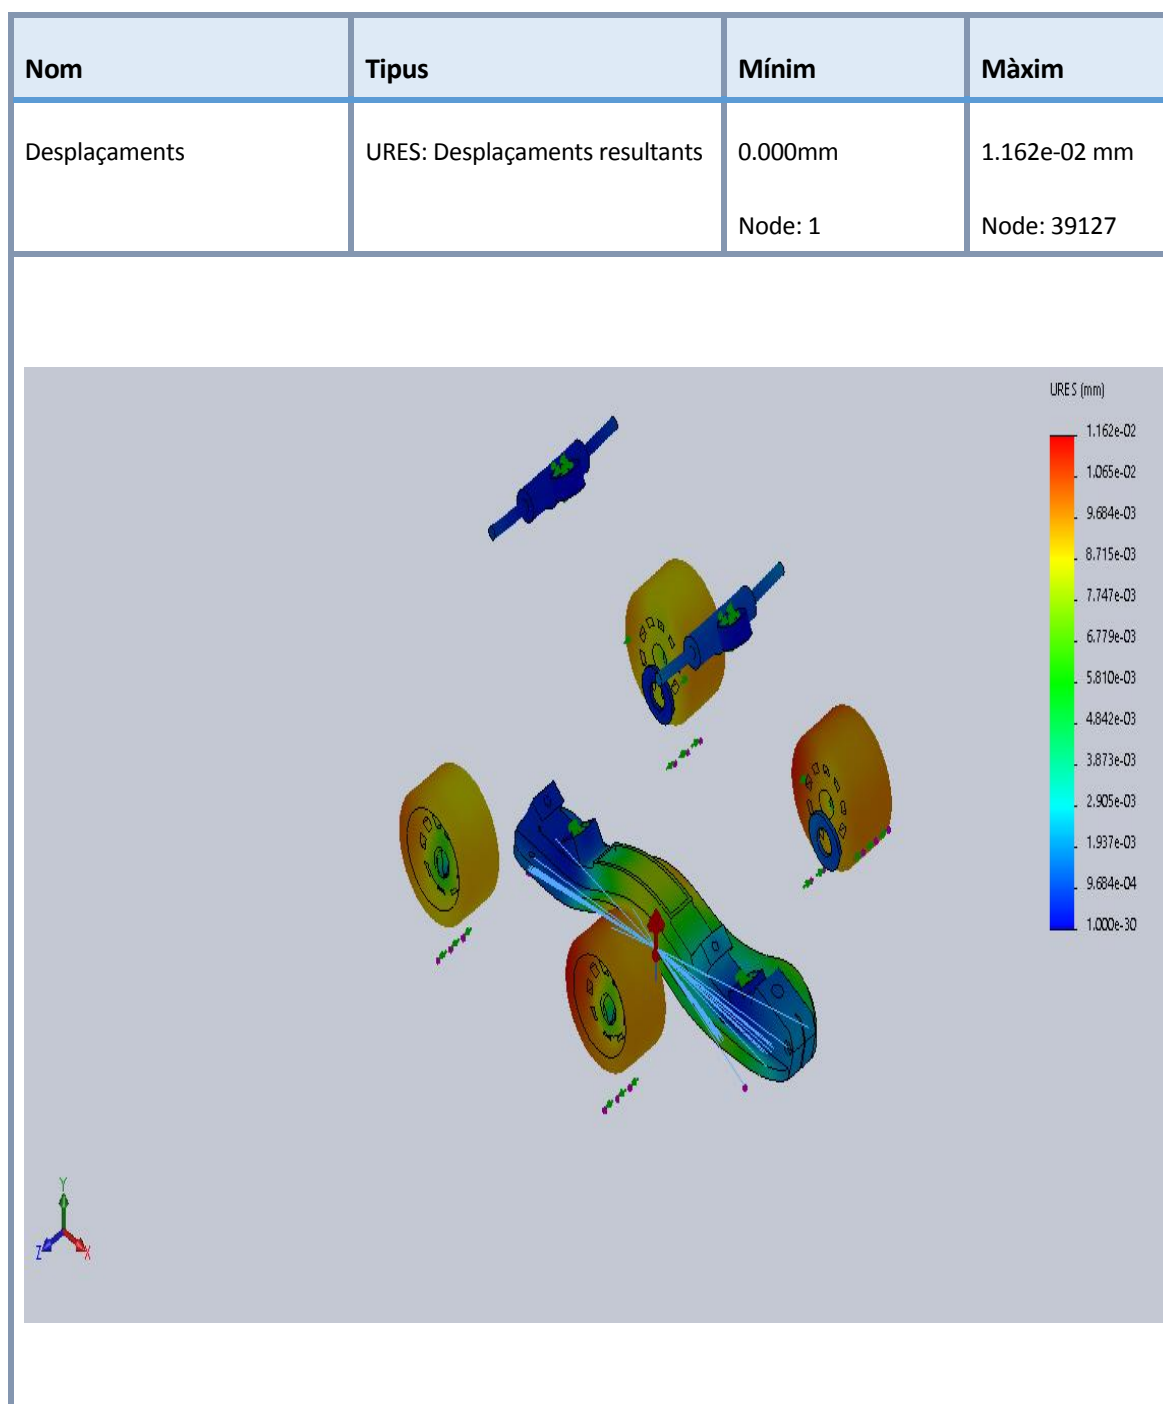 Nom Tipus Mínim Màxim
Desplaçaments URES: Desplaçaments resultants 0.000mm 1.162e-02 mm
Node: 1 Node: 39127
URES (mm)
1.162e-02
1.065e-02
9.684e-03
8.715e-03
7.747e-03
6.779e-03
5.810e-03
4.842e-03
3.873e-03
2.905e-03
1.937e-03
9.684e-04
1.000e-30
Y
Z X